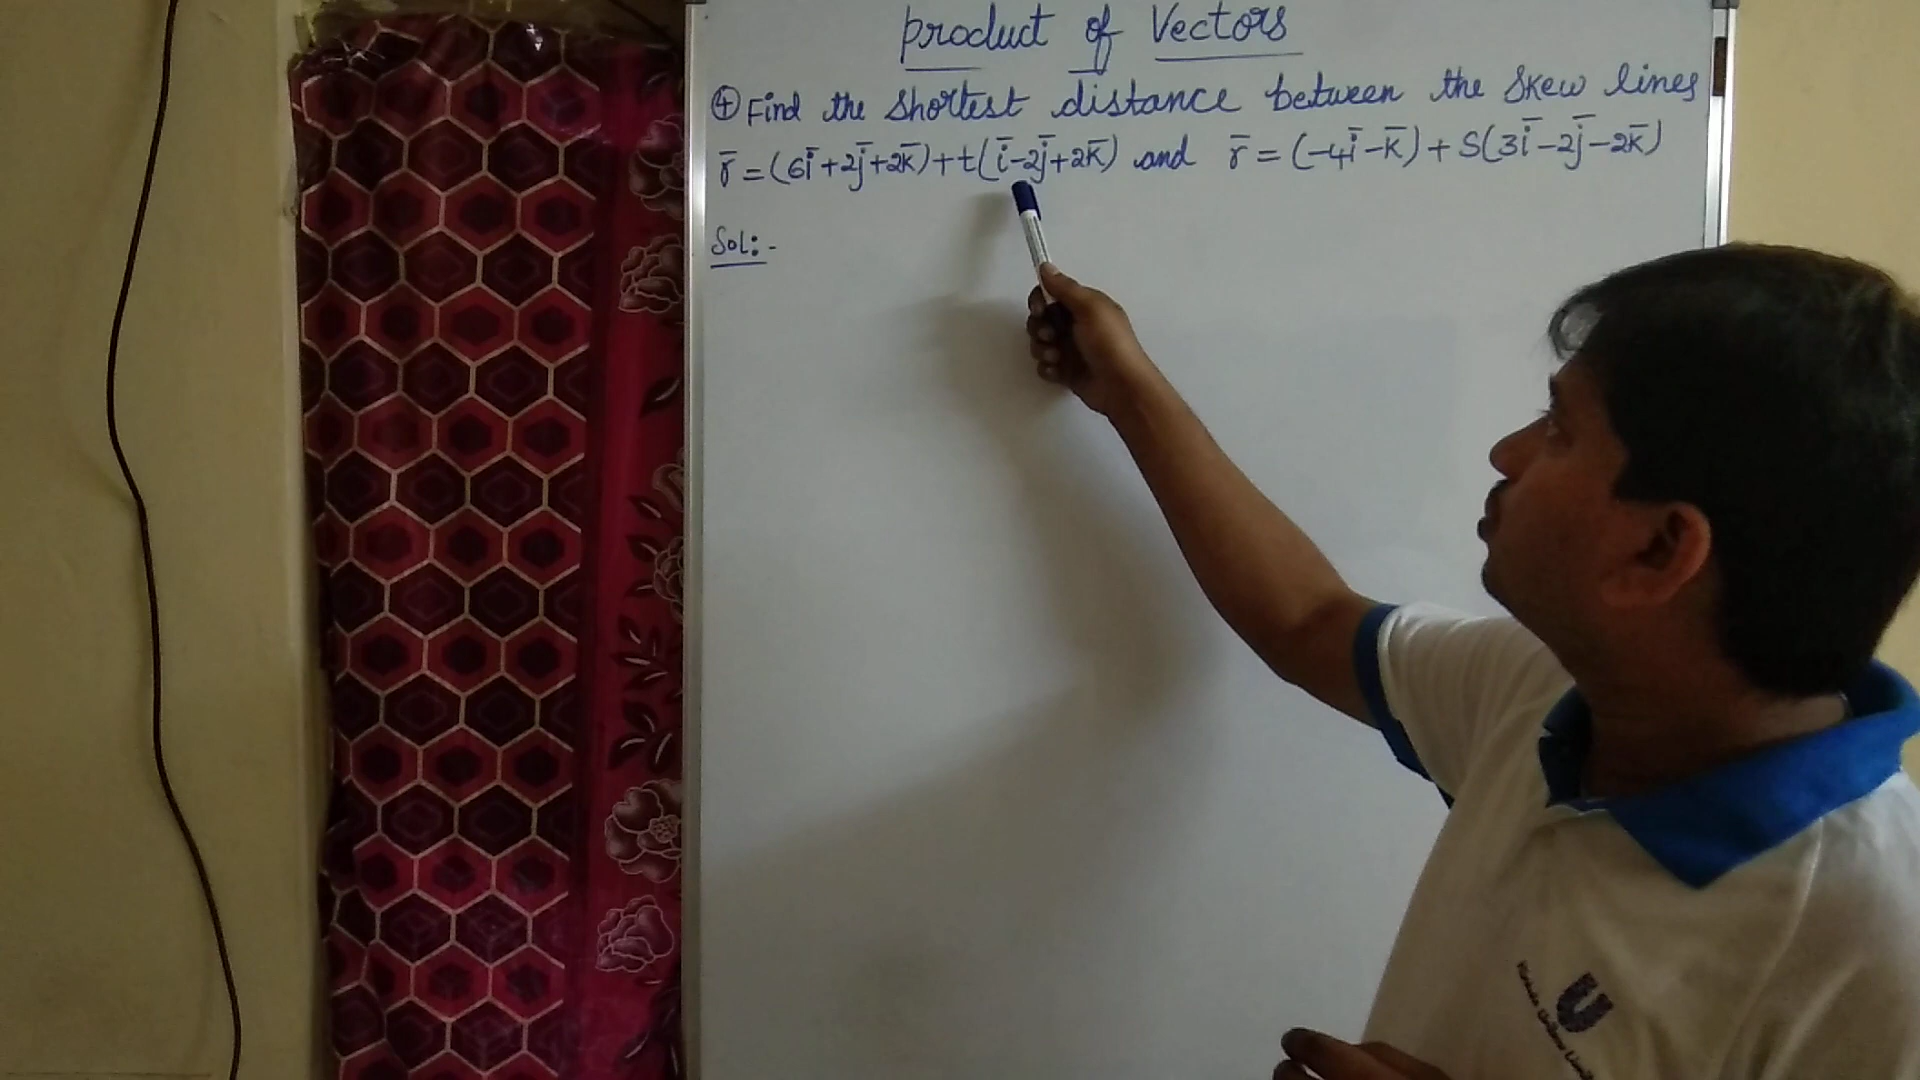 product of Vectors
④ Find the shortest distance between the skew lines
r̄ = (6ī+2j̄+2k̄)+t(ī-2j̄+2k̄) and r̄ = (-4ī-k̄)+S(3ī-2j̄-2k̄)
Sol:-